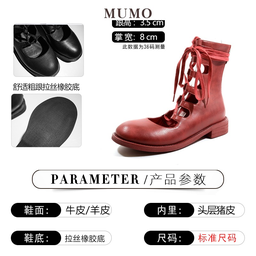 MUMO
跟高：3.5 cm
掌宽：8 cm
此数据为38码测量
舒适粗跟拉丝橡胶底
PARAMETER/产品参数
鞋面： 牛皮/羊皮
内里： 头层猪皮
鞋底： 拉丝橡胶底
尺码： 标准尺码